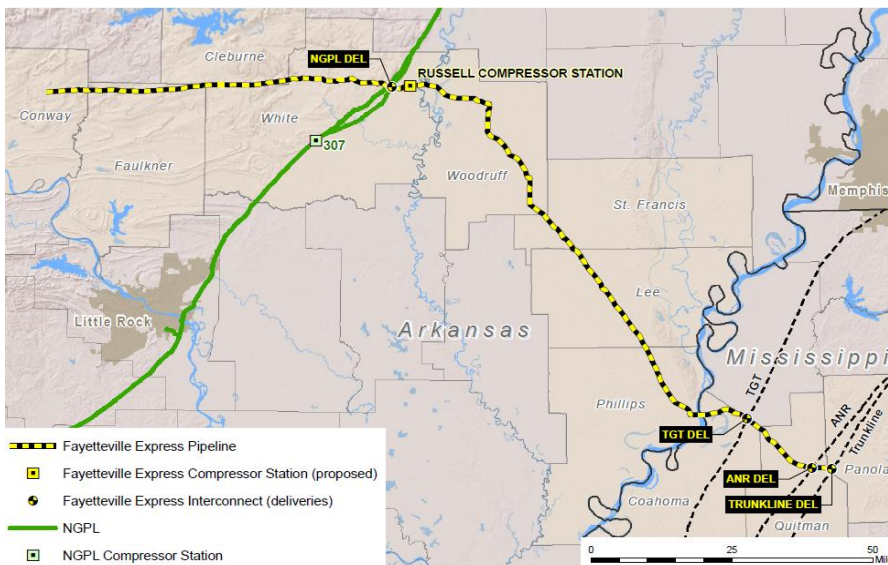 Cleburne
NGPL DEL
RUSSELL COMPRESSOR STATION
Conway
White
307
Faulkner
Woodruff
Memphis
St. Francis
Little Rock
Lee
Arkansas
Mississippi
TGT
Phillips
ANR
Trunkline
TGT DEL
ANR DEL
Panola
TRUNKLINE DEL
Coahoma
Quitman
Fayetteville Express Pipeline
Fayetteville Express Compressor Station (proposed)
Fayetteville Express Interconnect (deliveries)
NGPL
NGPL Compressor Station
0 25 50
Mil